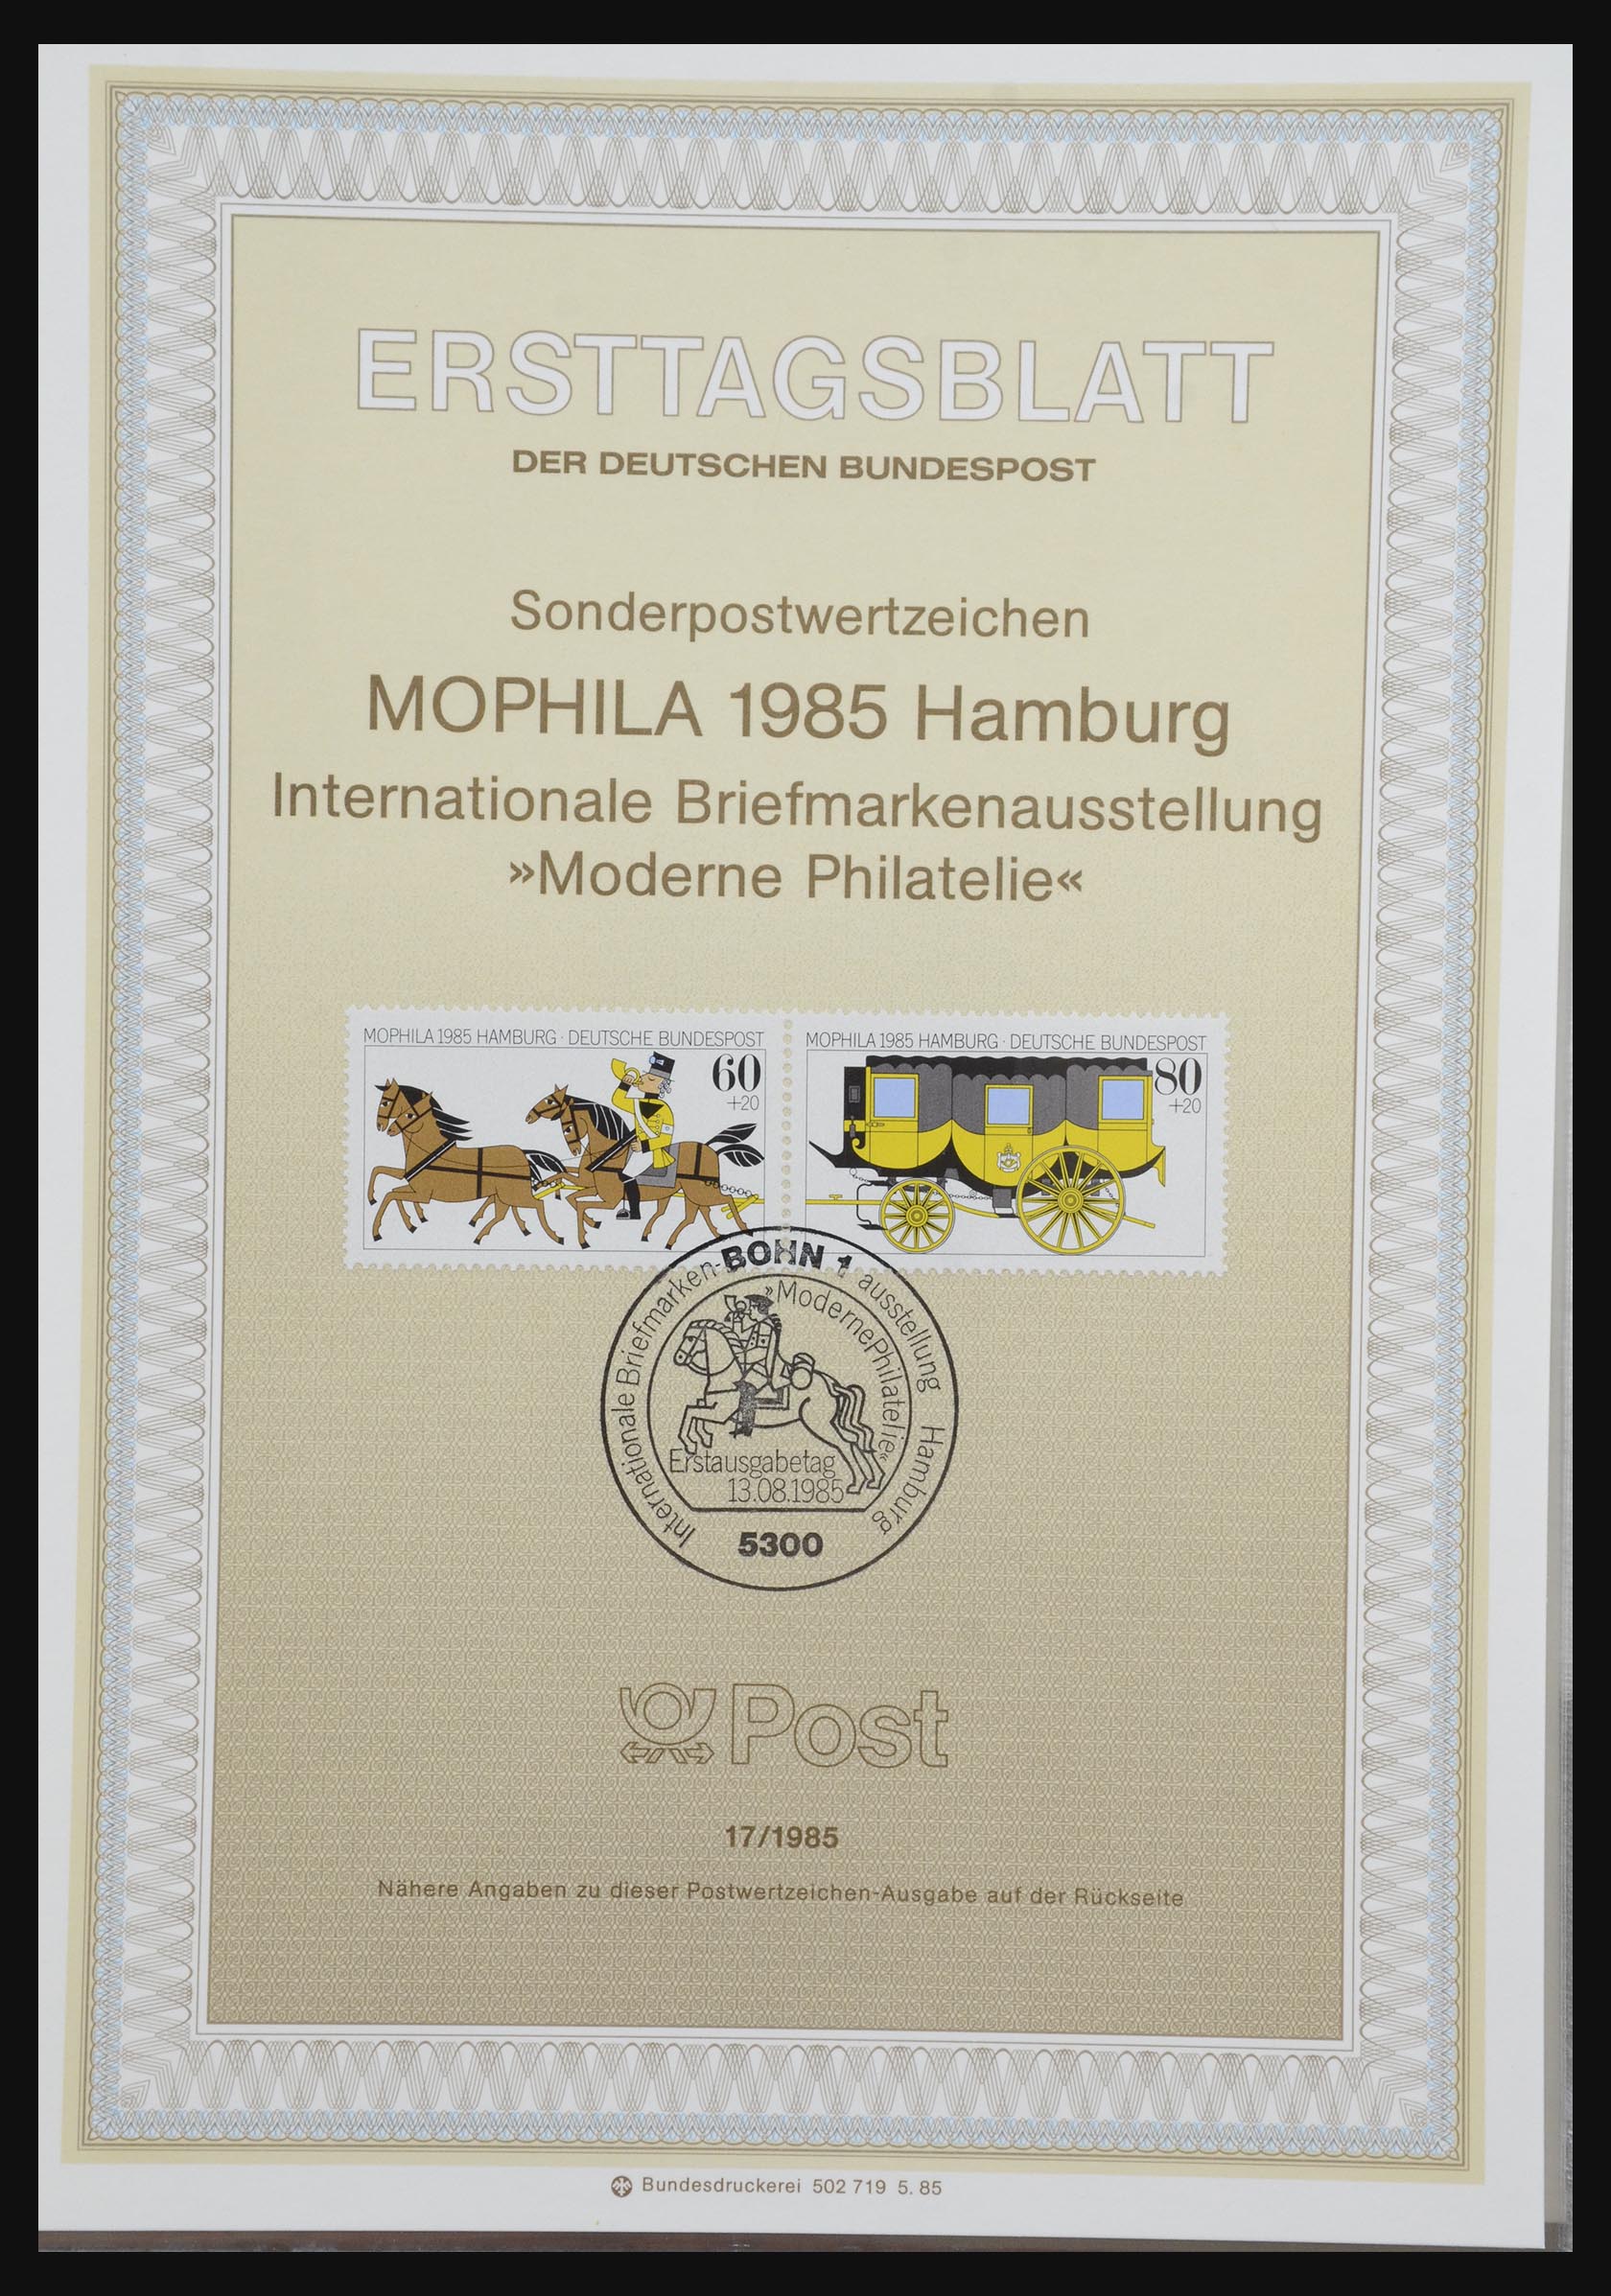 ERSTTAGSBLATT
DER DEUTSCHEN BUNDESPOST
Sonderpostwertzeichen
MOPHILA 1985 Hamburg
Internationale Briefmarkenausstellung
»Moderne Philatelie«
MOPHILA 1985 HAMBURG · DEUTSCHE BUNDESPOST
60
+20
MOPHILA 1985 HAMBURG · DEUTSCHE BUNDESPOST
80
+20
BONN 1
Internationale Briefmarken-ausstellung Hamburg
»Moderne Philatelie«
Erstausgabetag
13.08.1985
5300
Post
17/1985
Nähere Angaben zu dieser Postwertzeichen-Ausgabe auf der Rückseite
Bundesdruckerei 502 719 5. 85